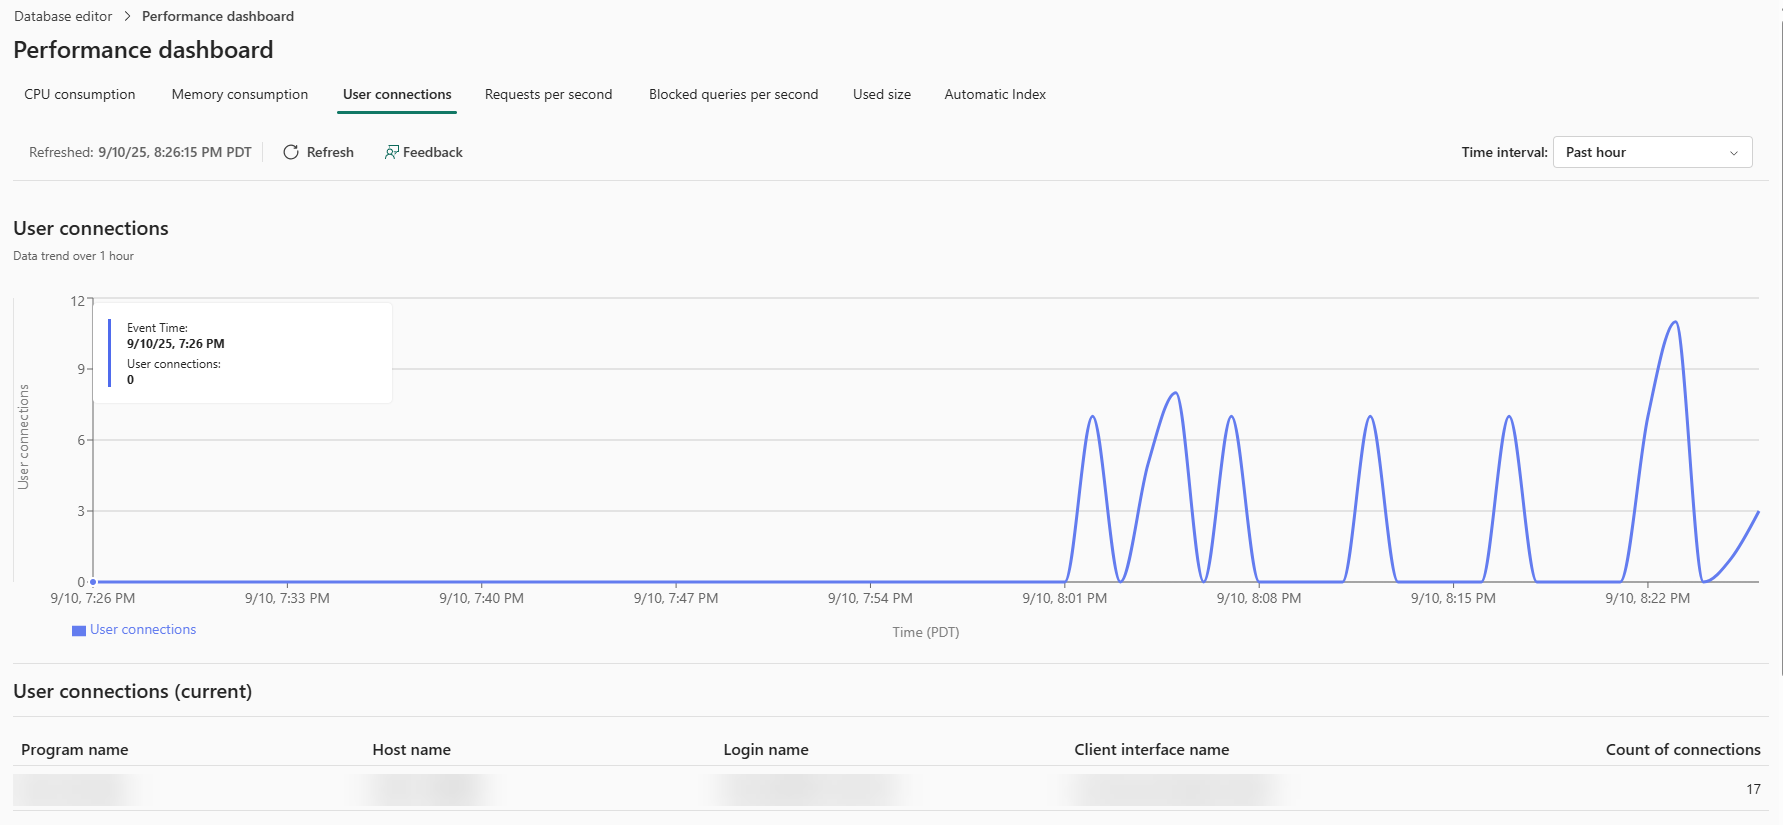 Database editor > Performance dashboard
Performance dashboard
CPU consumption Memory consumption User connections Requests per second Blocked queries per second Used size Automatic Index
Refreshed: 9/10/25, 8:26:15 PM PDT Refresh Feedback Time interval: Past hour
User connections
Data trend over 1 hour
12
9
6
3
0
User connections
Event Time:
9/10/25, 7:26 PM
User connections:
0
9/10, 7:26 PM 9/10, 7:33 PM 9/10, 7:40 PM 9/10, 7:47 PM 9/10, 7:54 PM 9/10, 8:01 PM 9/10, 8:08 PM 9/10, 8:15 PM 9/10, 8:22 PM
User connections
Time (PDT)
User connections (current)
Program name Host name Login name Client interface name Count of connections
17